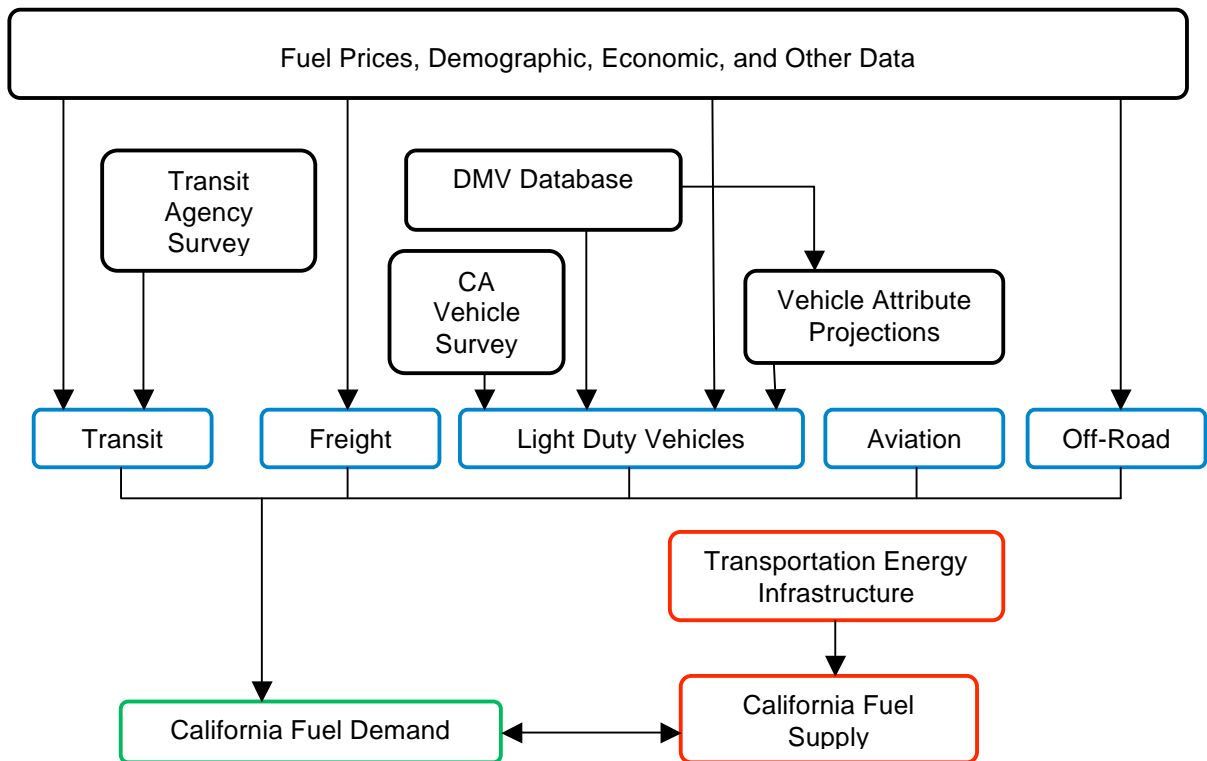 Fuel Prices, Demographic, Economic, and Other Data
Transit
Agency
Survey
DMV Database
CA
Vehicle
Survey
Vehicle Attribute
Projections
Transit
Freight
Light Duty Vehicles
Aviation
Off-Road
Transportation Energy
Infrastructure
California Fuel Demand
California Fuel
Supply